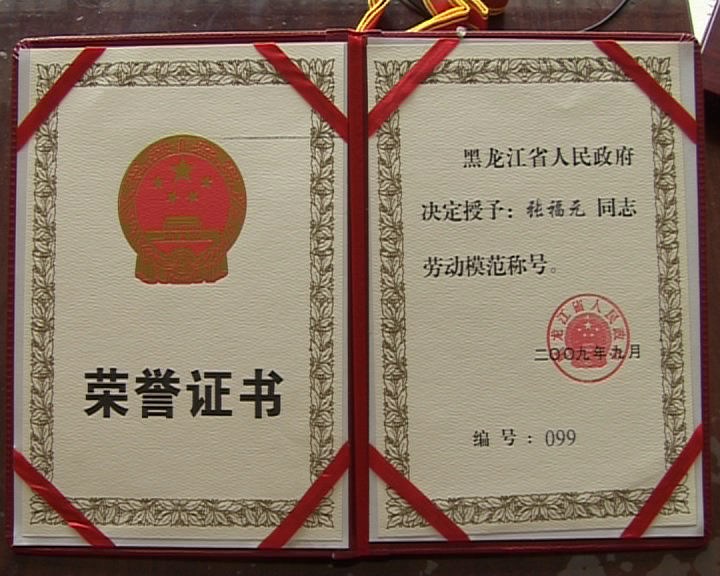 荣誉证书
黑龙江省人民政府
决定授予：张福元 同志
劳动模范称号。
黑龙江省人民政府
二〇〇九年九月
编号：099